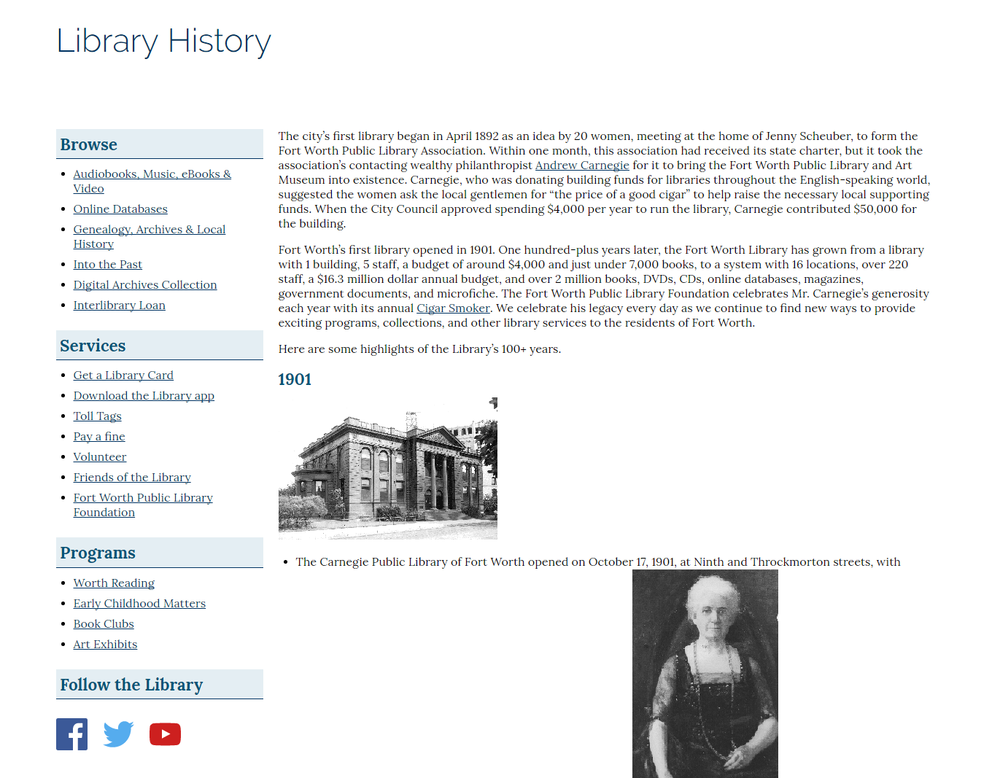 Library History
Browse
Audiobooks, Music, eBooks &
Video
Online Databases
Genealogy, Archives & Local
History
Into the Past
Digital Archives Collection
Interlibrary Loan
Services
Get a Library Card
Download the Library app
Toll Tags
Pay a fine
Volunteer
Friends of the Library
Fort Worth Public Library
Foundation
Programs
Worth Reading
Early Childhood Matters
Book Clubs
Art Exhibits
Follow the Library
The city’s first library began in April 1892 as an idea by 20 women, meeting at the home of Jenny Scheuber, to form the
Fort Worth Public Library Association. Within one month, this association had received its state charter, but it took the
association’s contacting wealthy philanthropist Andrew Carnegie for it to bring the Fort Worth Public Library and Art
Museum into existence. Carnegie, who was donating building funds for libraries throughout the English-speaking world,
suggested the women ask the local gentlemen for “the price of a good cigar” to help raise the necessary local supporting
funds. When the City Council approved spending $4,000 per year to run the library, Carnegie contributed $50,000 for
the building.
Fort Worth’s first library opened in 1901. One hundred-plus years later, the Fort Worth Library has grown from a library
with 1 building, 5 staff, a budget of around $4,000 and just under 7,000 books, to a system with 16 locations, over 220
staff, a $16.3 million dollar annual budget, and over 2 million books, DVDs, CDs, online databases, magazines,
government documents, and microfiche. The Fort Worth Public Library Foundation celebrates Mr. Carnegie’s generosity
each year with its annual Cigar Smoker. We celebrate his legacy every day as we continue to find new ways to provide
exciting programs, collections, and other library services to the residents of Fort Worth.
Here are some highlights of the Library’s 100+ years.
1901
The Carnegie Public Library of Fort Worth opened on October 17, 1901, at Ninth and Throckmorton streets, with